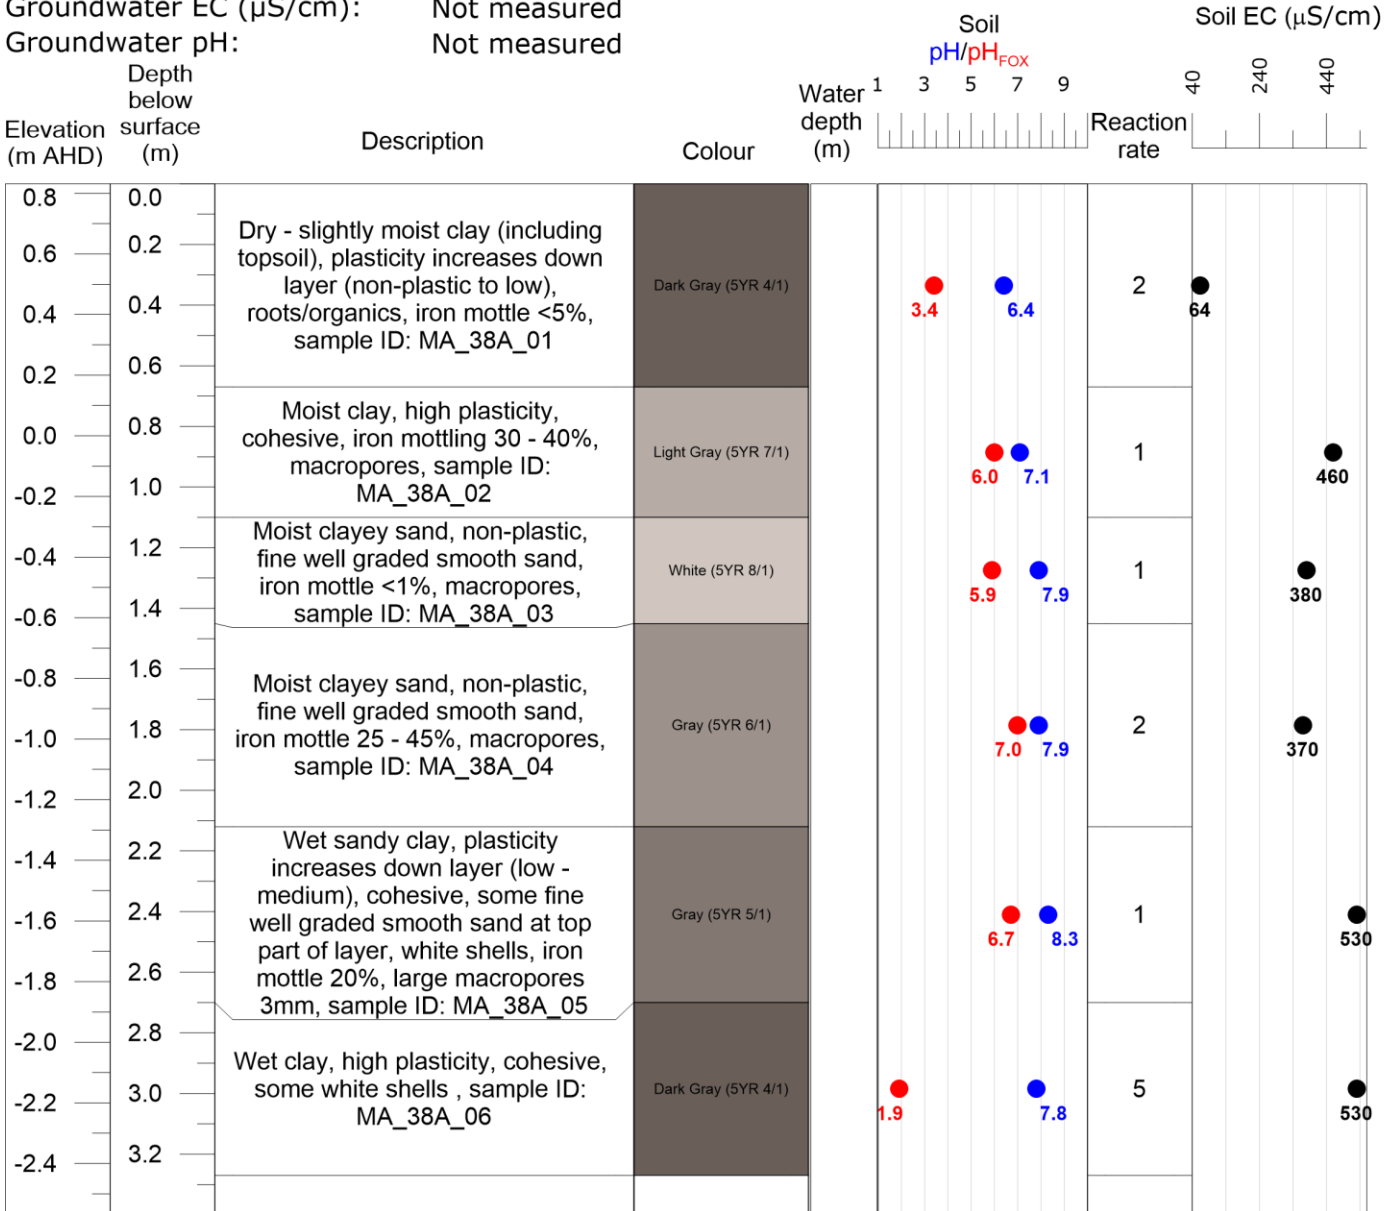 Groundwater EC (µS/cm): Not measured
Groundwater pH: Not measured
Soil
pH/pHFOX
Soil EC (µS/cm)
Elevation
(m AHD)
Depth
below
surface
(m)
Description
Colour
Water
depth
(m)
1 3 5 7 9
Reaction
rate
40 240 440
0.8
0.6
0.4
0.2
0.0
-0.2
-0.4
-0.6
-0.8
-1.0
-1.2
-1.4
-1.6
-1.8
-2.0
-2.2
-2.4
0.0
0.2
0.4
0.6
0.8
1.0
1.2
1.4
1.6
1.8
2.0
2.2
2.4
2.6
2.8
3.0
3.2
Dry - slightly moist clay (including
topsoil), plasticity increases down
layer (non-plastic to low),
roots/organics, iron mottle <5%,
sample ID: MA_38A_01
Dark Gray (5YR 4/1)
3.4 6.4
2
64
Moist clay, high plasticity,
cohesive, iron mottling 30 - 40%,
macropores, sample ID:
MA_38A_02
Light Gray (5YR 7/1)
6.0 7.1
1
460
Moist clayey sand, non-plastic,
fine well graded smooth sand,
iron mottle <1%, macropores,
sample ID: MA_38A_03
White (5YR 8/1)
5.9 7.9
1
380
Moist clayey sand, non-plastic,
fine well graded smooth sand,
iron mottle 25 - 45%, macropores,
sample ID: MA_38A_04
Gray (5YR 6/1)
7.0 7.9
2
370
Wet sandy clay, plasticity
increases down layer (low -
medium), cohesive, some fine
well graded smooth sand at top
part of layer, white shells, iron
mottle 20%, large macropores
3mm, sample ID: MA_38A_05
Gray (5YR 5/1)
6.7 8.3
1
530
Wet clay, high plasticity, cohesive,
some white shells , sample ID:
MA_38A_06
Dark Gray (5YR 4/1)
1.9 7.8
5
530